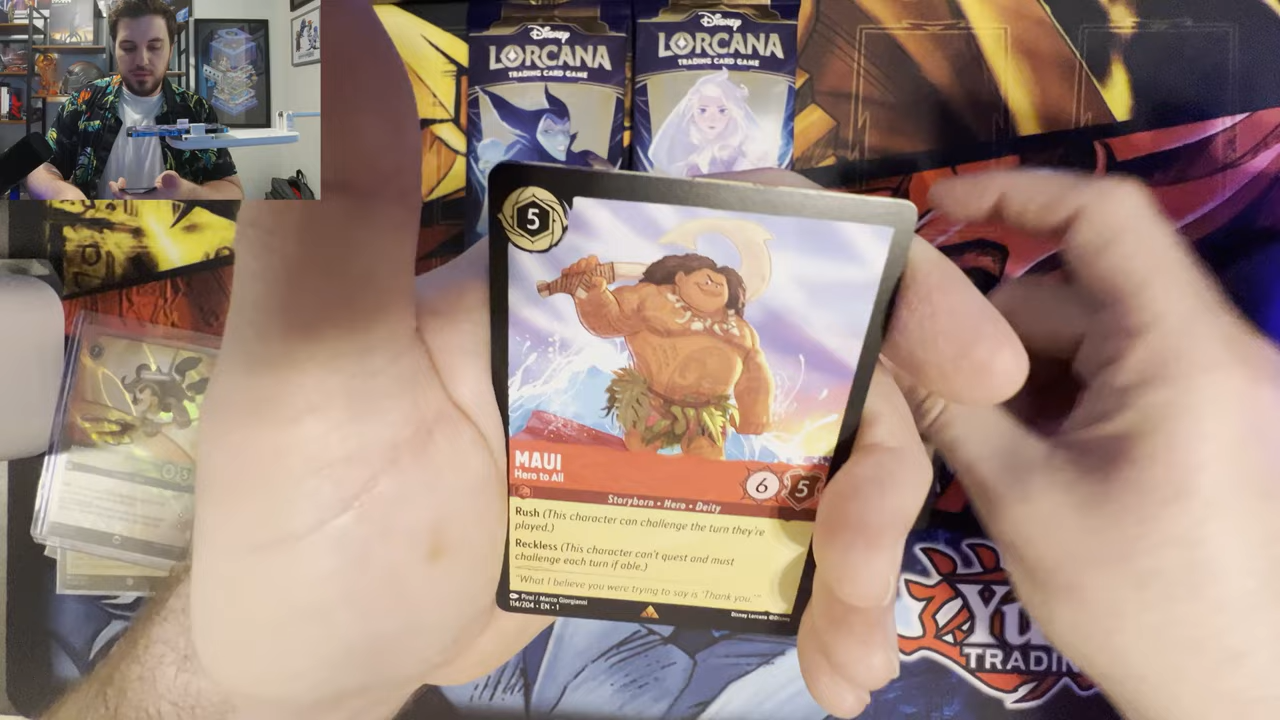 Disney
LORCANA
TRADING CARD GAME
Disney
LORCANA
TRADING CARD GAME
5
MAUI
Hero to All
6 5
Storyborn • Hero • Deity
Rush (This character can challenge the turn they're
played.)
Reckless (This character can't quest and must
challenge each turn if able.)
"What I believe you were trying to say is 'Thank you.'"
Pirel / Marco Giorgianni
114/204 • EN • 1
Disney Lorcana ©Disney
Yu
TRADIN